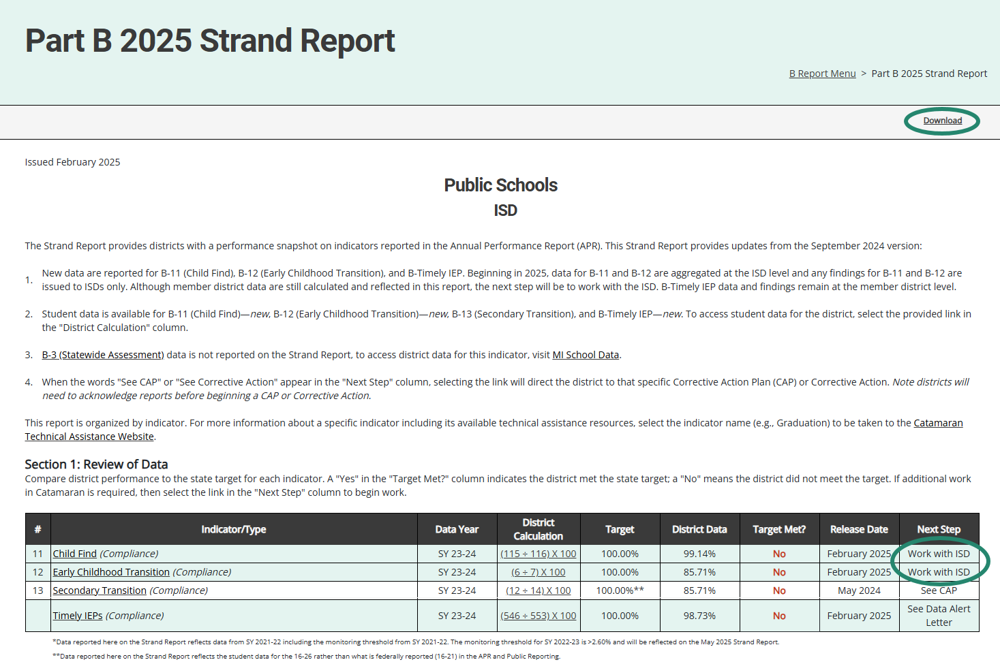 Part B 2025 Strand Report
B Report Menu > Part B 2025 Strand Report
Download
Issued February 2025
Public Schools
ISD
The Strand Report provides districts with a performance snapshot on indicators reported in the Annual Performance Report (APR). This Strand Report provides updates from the September 2024 version:
1. New data are reported for B-11 (Child Find), B-12 (Early Childhood Transition), and B-Timely IEP. Beginning in 2025, data for B-11 and B-12 are aggregated at the ISD level and any findings for B-11 and B-12 are
issued to ISDs only. Although member district data are still calculated and reflected in this report, the next step will be to work with the ISD. B-Timely IEP data and findings remain at the member district level.
2. Student data is available for B-11 (Child Find)—new, B-12 (Early Childhood Transition)—new, B-13 (Secondary Transition), and B-Timely IEP—new. To access student data for the district, select the provided link in
the "District Calculation" column.
3. B-3 (Statewide Assessment) data is not reported on the Strand Report, to access district data for this indicator, visit MI School Data.
4. When the words "See CAP" or "See Corrective Action" appear in the "Next Step" column, selecting the link will direct the district to that specific Corrective Action Plan (CAP) or Corrective Action. Note districts will
need to acknowledge reports before beginning a CAP or Corrective Action.
This report is organized by indicator. For more information about a specific indicator including its available technical assistance resources, select the indicator name (e.g., Graduation) to be taken to the Catamaran
Technical Assistance Website.
Section 1: Review of Data
Compare district performance to the state target for each indicator. A "Yes" in the "Target Met?" column indicates the district met the state target; a "No" means the district did not meet the target. If additional work
in Catamaran is required, then select the link in the "Next Step" column to begin work.
# Indicator/Type Data Year District Calculation Target District Data Target Met? Release Date Next Step
11 Child Find (Compliance) SY 23-24 (115 ÷ 116) X 100 100.00% 99.14% No February 2025 Work with ISD
12 Early Childhood Transition (Compliance) SY 23-24 (6 ÷ 7) X 100 100.00% 85.71% No February 2025 Work with ISD
13 Secondary Transition (Compliance) SY 23-24 (12 ÷ 14) X 100 100.00%** 85.71% No May 2024 See CAP
Timely IEPs (Compliance) SY 23-24 (546 ÷ 553) X 100 100.00% 98.73% No February 2025 See Data Alert Letter
*Data reported here on the Strand Report reflects data from SY 2021-22 including the monitoring threshold from SY 2021-22. The monitoring threshold for SY 2022-23 is >2.60% and will be reflected on the May 2025 Strand Report.
**Data reported here on the Strand Report reflects the student data for the 16-26 rather than what is federally reported (16-21) in the APR and Public Reporting.